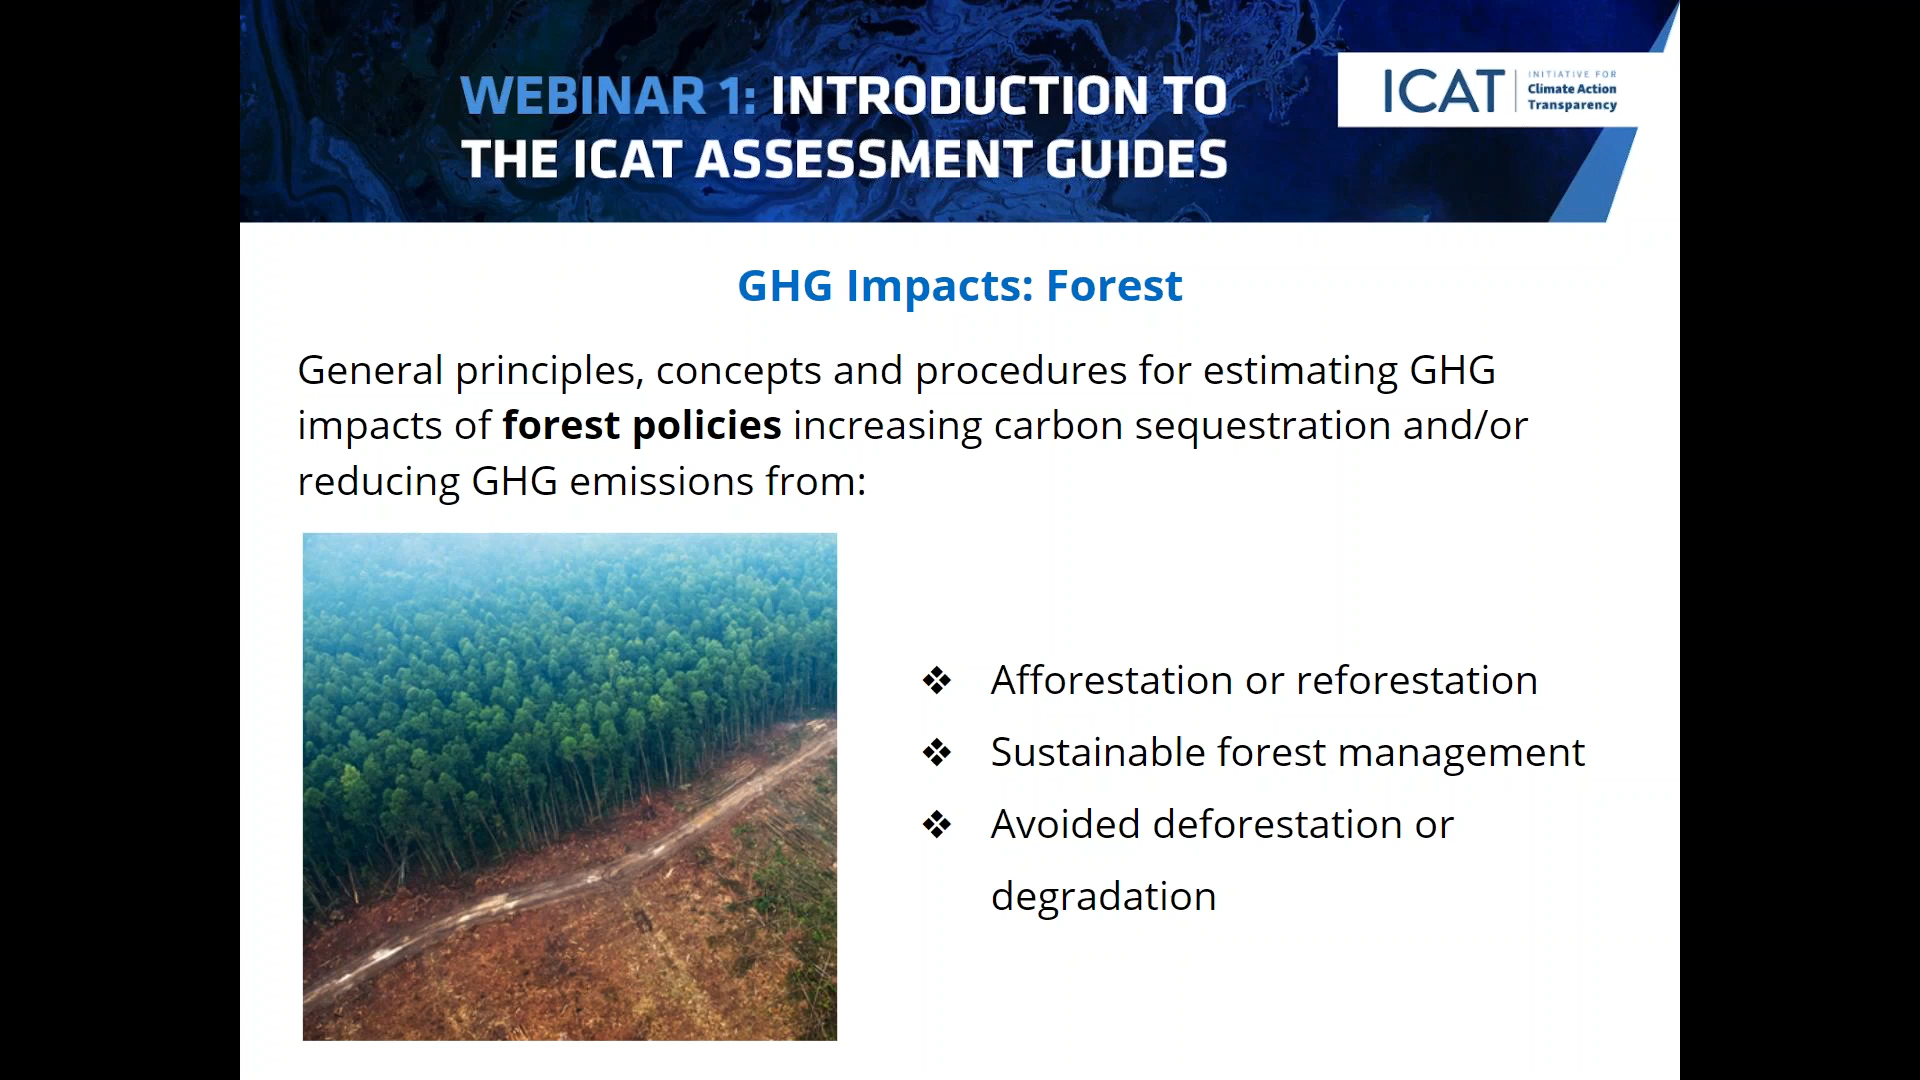 WEBINAR 1: INTRODUCTION TO
THE ICAT ASSESSMENT GUIDES
ICAT
INITIATIVE FOR
Climate Action
Transparency
GHG Impacts: Forest
General principles, concepts and procedures for estimating GHG
impacts of forest policies increasing carbon sequestration and/or
reducing GHG emissions from:
❖ Afforestation or reforestation
❖ Sustainable forest management
❖ Avoided deforestation or
degradation